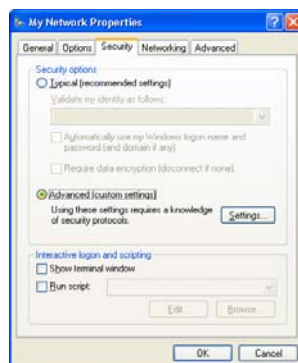 My Network Properties
General Options Security Networking Advanced
Security options
Typical (recommended settings)
Validate my identity as follows:
Automatically use my Windows logon name and
password (and domain if any)
Require data encryption (disconnect if none)
Advanced (custom settings)
Using these settings requires a knowledge
of security protocols.
Settings...
Interactive logon and scripting
Show terminal window
Run script:
Edit...
Browse...
OK
Cancel